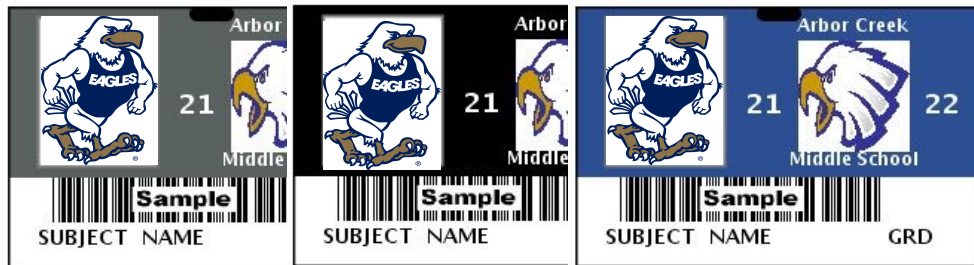 Arbor
EAGLES
21
Middle
Sample
SUBJECT NAME
Arbor
EAGLES
21
Middle
Sample
SUBJECT NAME
Arbor Creek
EAGLES
21 22
Middle School
Sample
SUBJECT NAME GRD